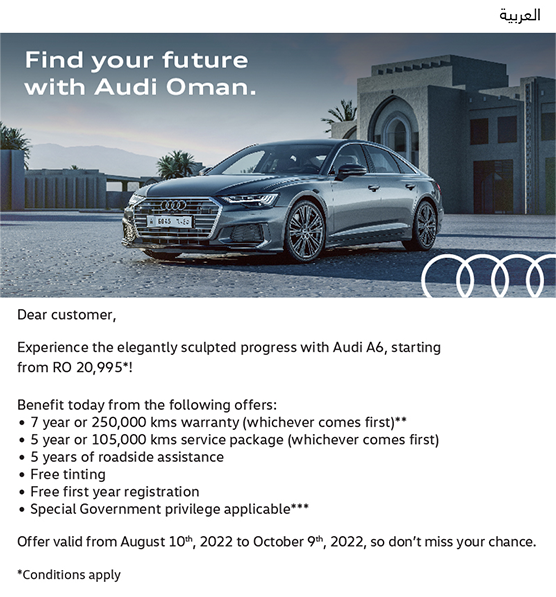 العربية
Find your future
with Audi Oman.
Dear customer,
Experience the elegantly sculpted progress with Audi A6, starting
from RO 20,995*!
Benefit today from the following offers:
• 7 year or 250,000 kms warranty (whichever comes first)**
• 5 year or 105,000 kms service package (whichever comes first)
• 5 years of roadside assistance
• Free tinting
• Free first year registration
• Special Government privilege applicable***
Offer valid from August 10th, 2022 to October 9th, 2022, so don’t miss your chance.
*Conditions apply